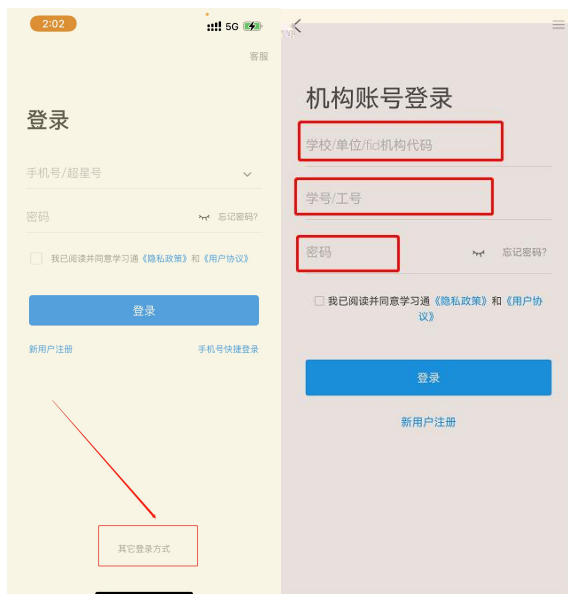 2:02
5G
客服
登录
手机号/超星号
密码
忘记密码?
我已阅读并同意学习通《隐私政策》和《用户协议》
登录
新用户注册
手机号快捷登录
其它登录方式
机构账号登录
学校/单位/fid机构代码
学号/工号
密码
忘记密码?
我已阅读并同意学习通《隐私政策》和《用户协
议》
登录
新用户注册